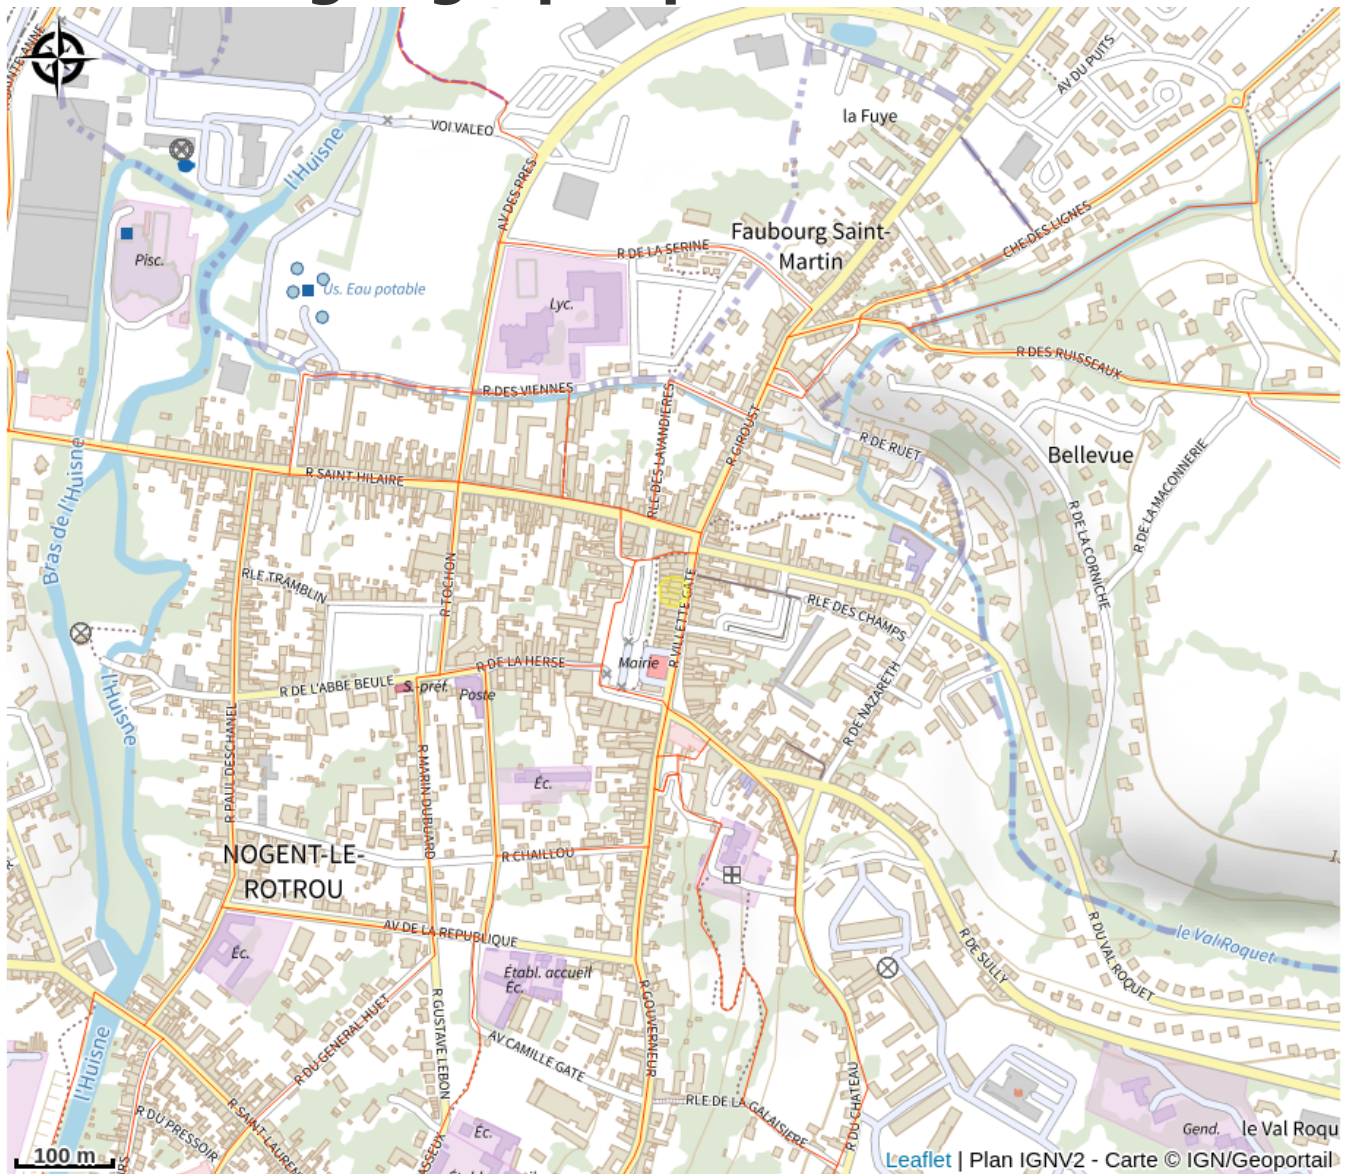 SAINTE ANNE
AV DU PUITS
la Fuye
VOI VALEO
l'Huisne
AV DES PRES
Faubourg Saint-
Martin
CHE DES LIGNES
R DE LA SERINE
Pisc.
Us. Eau potable
Lyc.
R DES RUISSEAUX
R DES VIENNES
RLE DES LAVANDIERES
R GIROUST
R DE RUET
Bellevue
R DE LA MACONNERIE
R SAINT HILAIRE
Bras de l'Huisne
R DE LA CORNICHE
RLE TRAMBLIN
R TOCHON
R VILLETTE GATE
RLE DES CHAMPS
R DE LA HERSE
Mairie
R DE L'ABBE BEULE
S.-préf.
Poste
R DE NAZARETH
l'Huisne
R PAUL DESCHANEL
R MARIN DUBUARD
Éc.
NOGENT-LE-
ROTROU
R CHAILLOU
AV DE LA REPUBLIQUE
Éc.
Établ. accueil
Éc.
R DE SULLY
R DU VAL ROQUET
le Val Roquet
R GOUVERNEUR
R GUSTAVE LEBON
R DU GENERAL HUET
AV CAMILLE GATE
l'Huisne
R DU CHATEAU
RLE DE LA GALAISIERE
R DU PRESSOIR
R SAINT-LAUREN
Éc.
Gend.
le Val Roqu
100 m
Leaflet | Plan IGNV2 - Carte © IGN/Geoportail